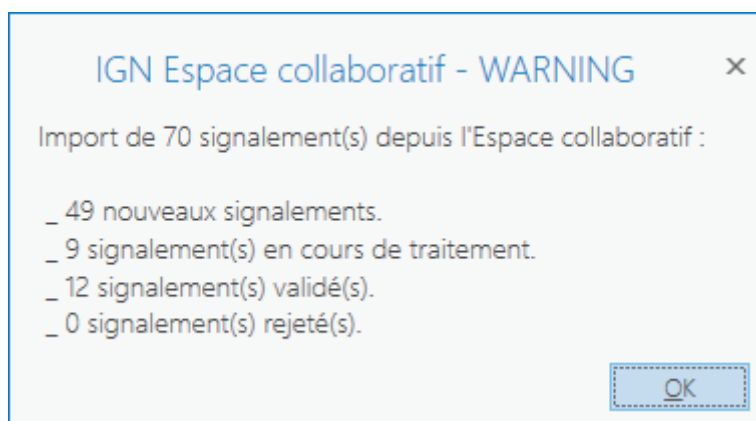 IGN Espace collaboratif - WARNING
Import de 70 signalement(s) depuis l'Espace collaboratif :
_ 49 nouveaux signalements.
_ 9 signalement(s) en cours de traitement.
_ 12 signalement(s) validé(s).
_ 0 signalement(s) rejeté(s).
OK